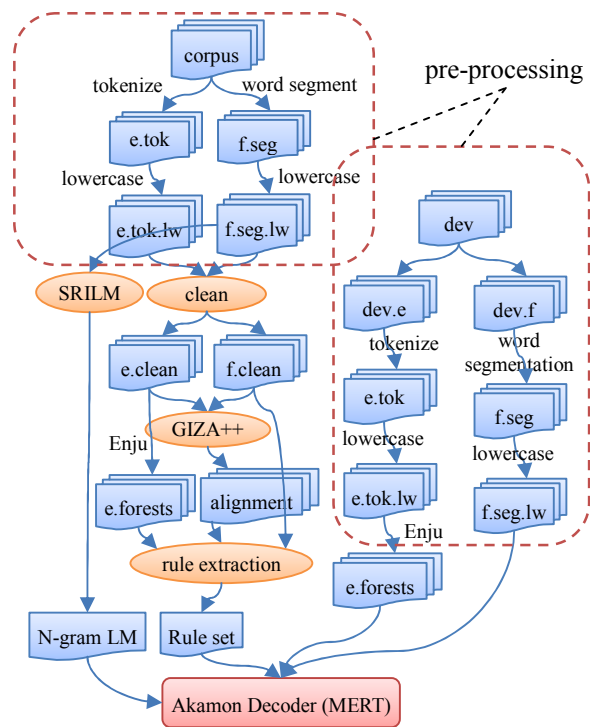 corpus
pre-processing
tokenize
word segment
e.tok
f.seg
lowercase
lowercase
e.tok.lw
f.seg.lw
dev
SRILM
clean
dev.e
dev.f
tokenize
word
segmentation
e.clean
f.clean
e.tok
f.seg
GIZA++
lowercase
lowercase
Enju
e.forests
alignment
e.tok.lw
f.seg.lw
Enju
rule extraction
e.forests
N-gram LM
Rule set
Akamon Decoder (MERT)